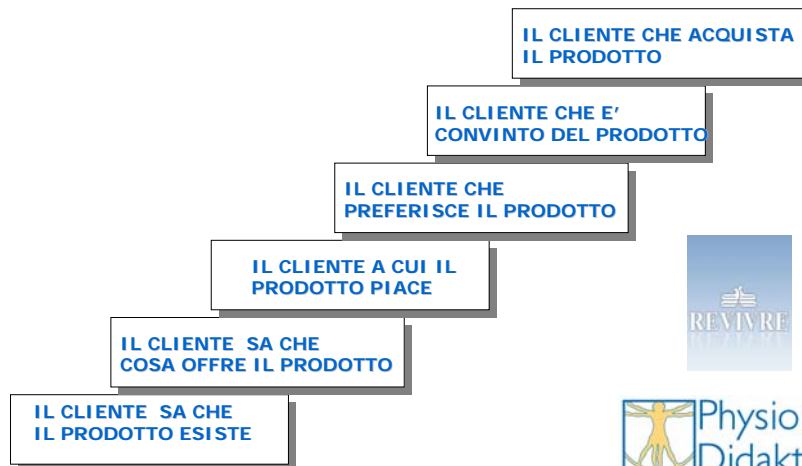 IL CLIENTE CHE ACQUISTA
IL PRODOTTO
IL CLIENTE CHE E’
CONVINTO DEL PRODOTTO
IL CLIENTE CHE
PREFERISCE IL PRODOTTO
IL CLIENTE A CUI IL
PRODOTTO PIACE
IL CLIENTE SA CHE
COSA OFFRE IL PRODOTTO
IL CLIENTE SA CHE
IL PRODOTTO ESISTE
REVIVRE
Physio
Didakt